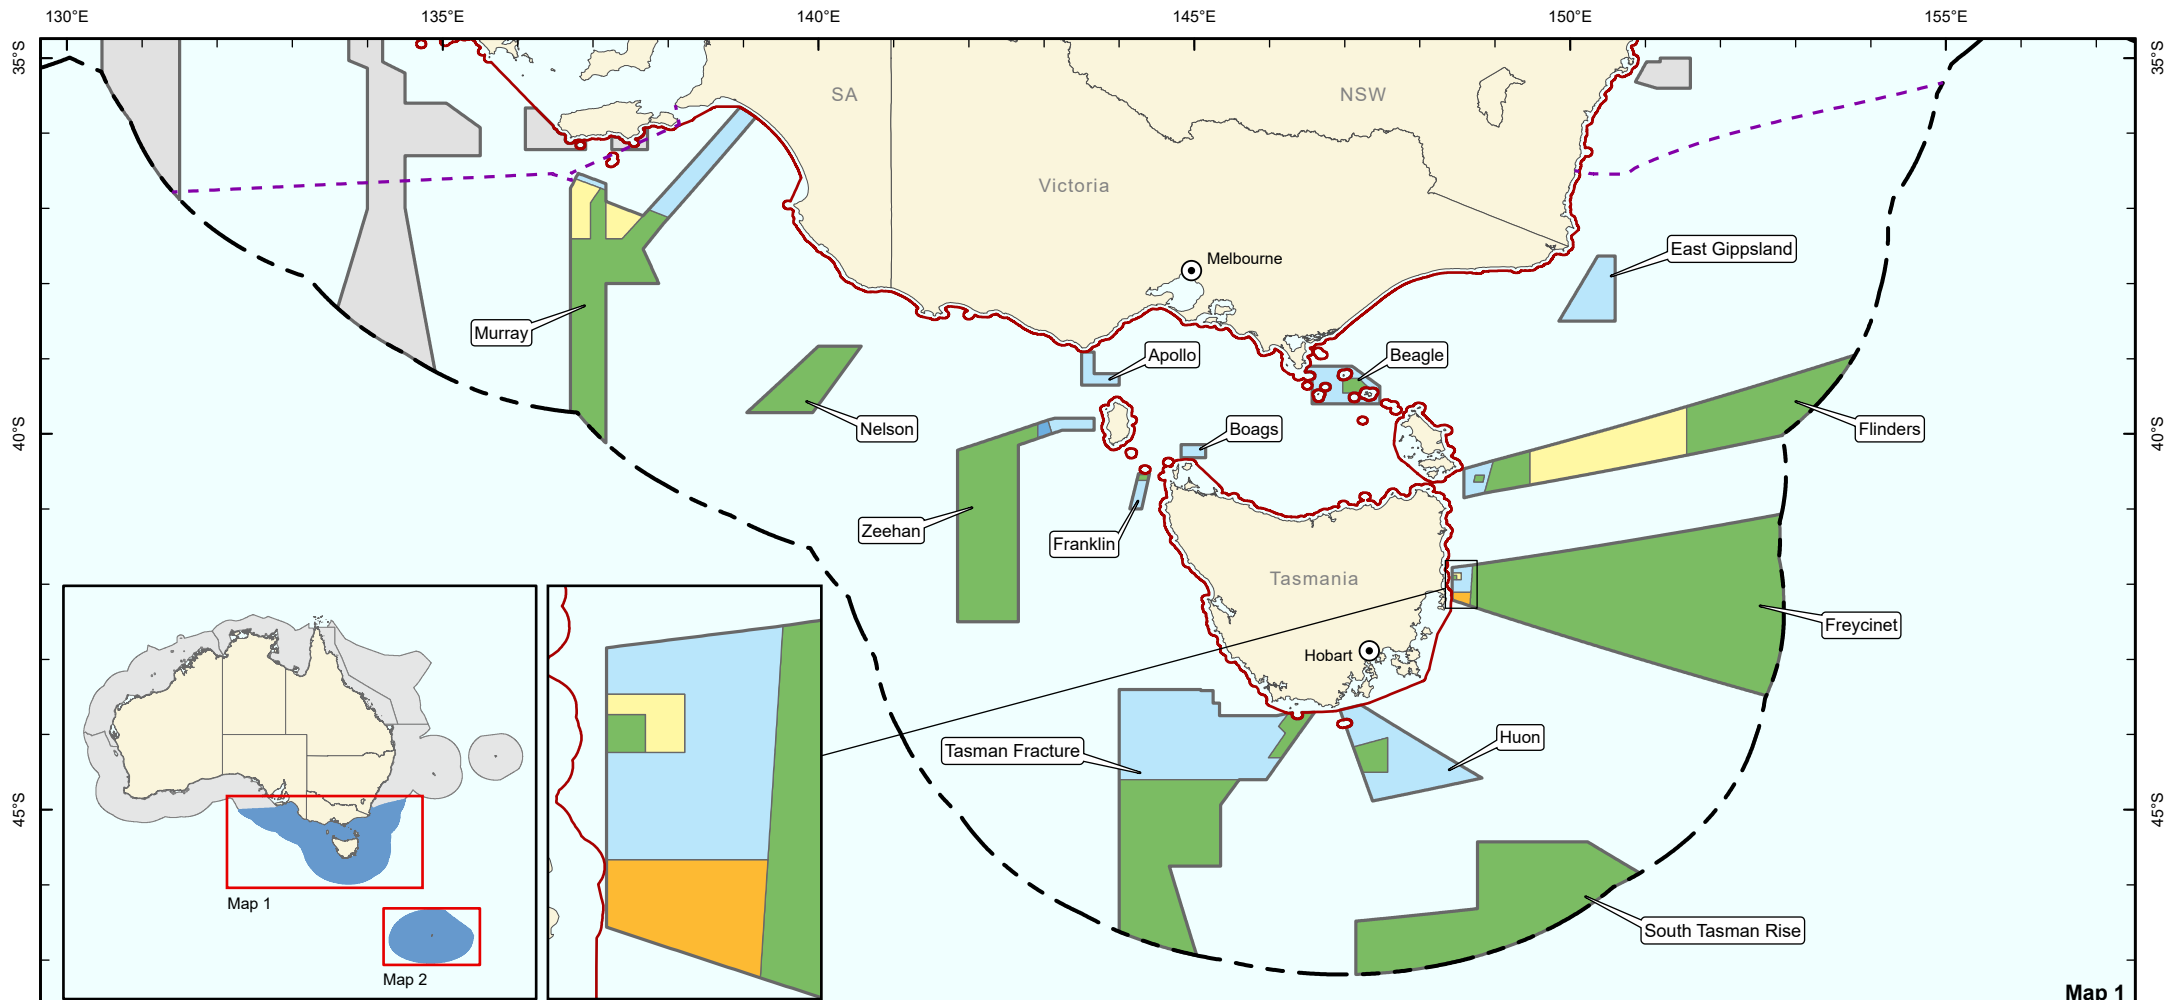 130°E
135°E
140°E
145°E
150°E
155°E
35°S
35°S
SA
NSW
Victoria
Melbourne
East Gippsland
Murray
Apollo
Beagle
Nelson
Boags
Flinders
40°S
40°S
Zeehan
Franklin
Tasmania
Freycinet
Hobart
Tasman Fracture
Huon
45°S
45°S
Map 1
South Tasman Rise
Map 2
Map 1